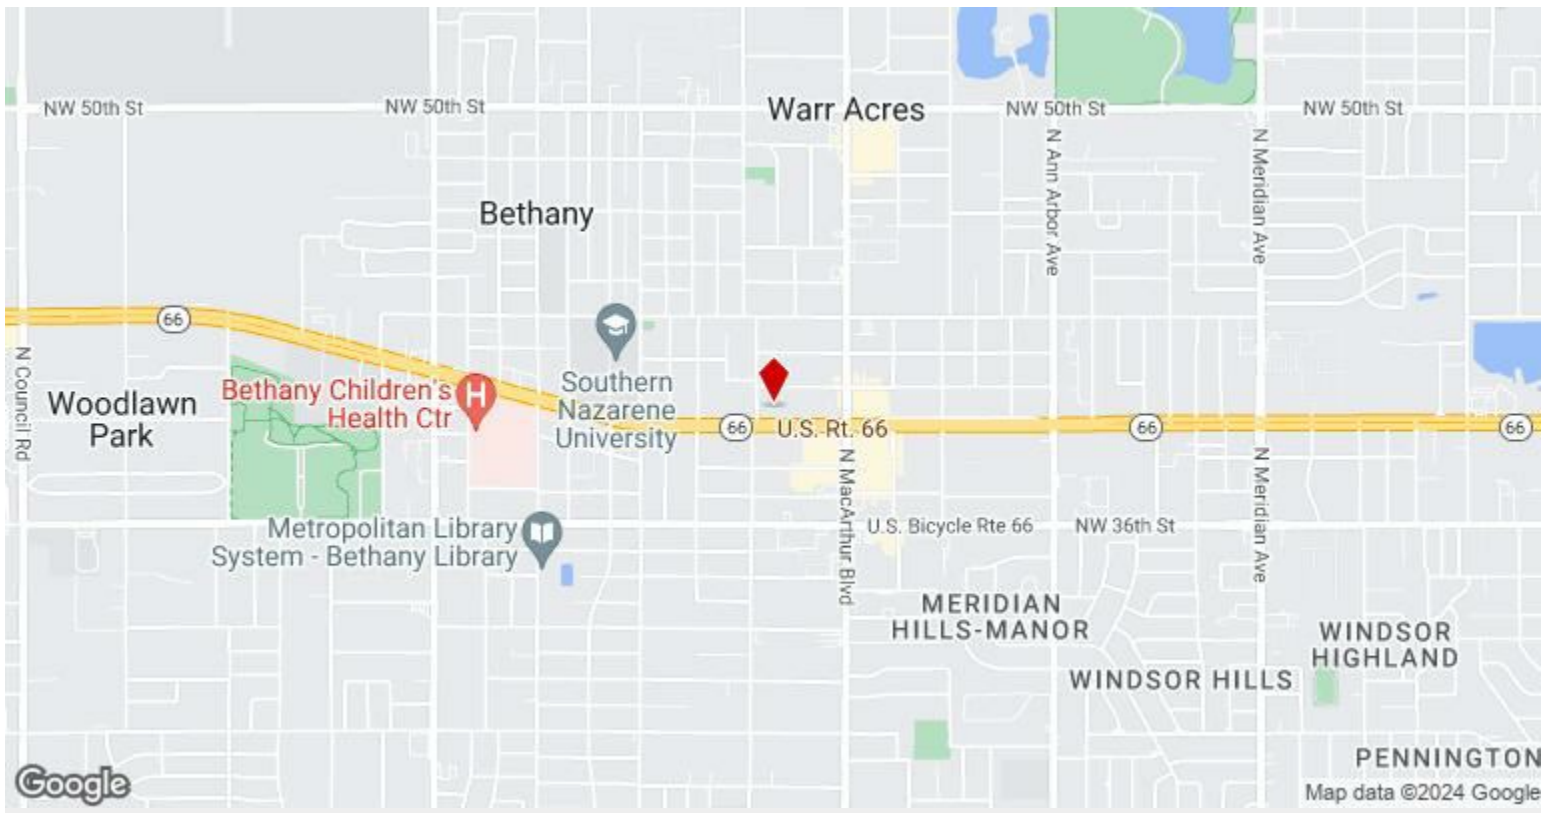 NW 50th St
NW 50th St
Warr Acres
NW 50th St
NW 50th St
N Ann Arbor Ave
N Meridian Ave
Bethany
66
N Council Rd
Woodlawn
Park
Bethany Children's
Health Ctr
H
Southern
Nazarene
University
66
U.S. Rt. 66
66
66
N MacArthur Blvd
N Meridian Ave
Metropolitan Library
System - Bethany Library
U.S. Bicycle Rte 66
NW 36th St
MERIDIAN
HILLS-MANOR
WINDSOR
HIGHLAND
WINDSOR HILLS
PENNINGTON
Google
Map data ©2024 Google